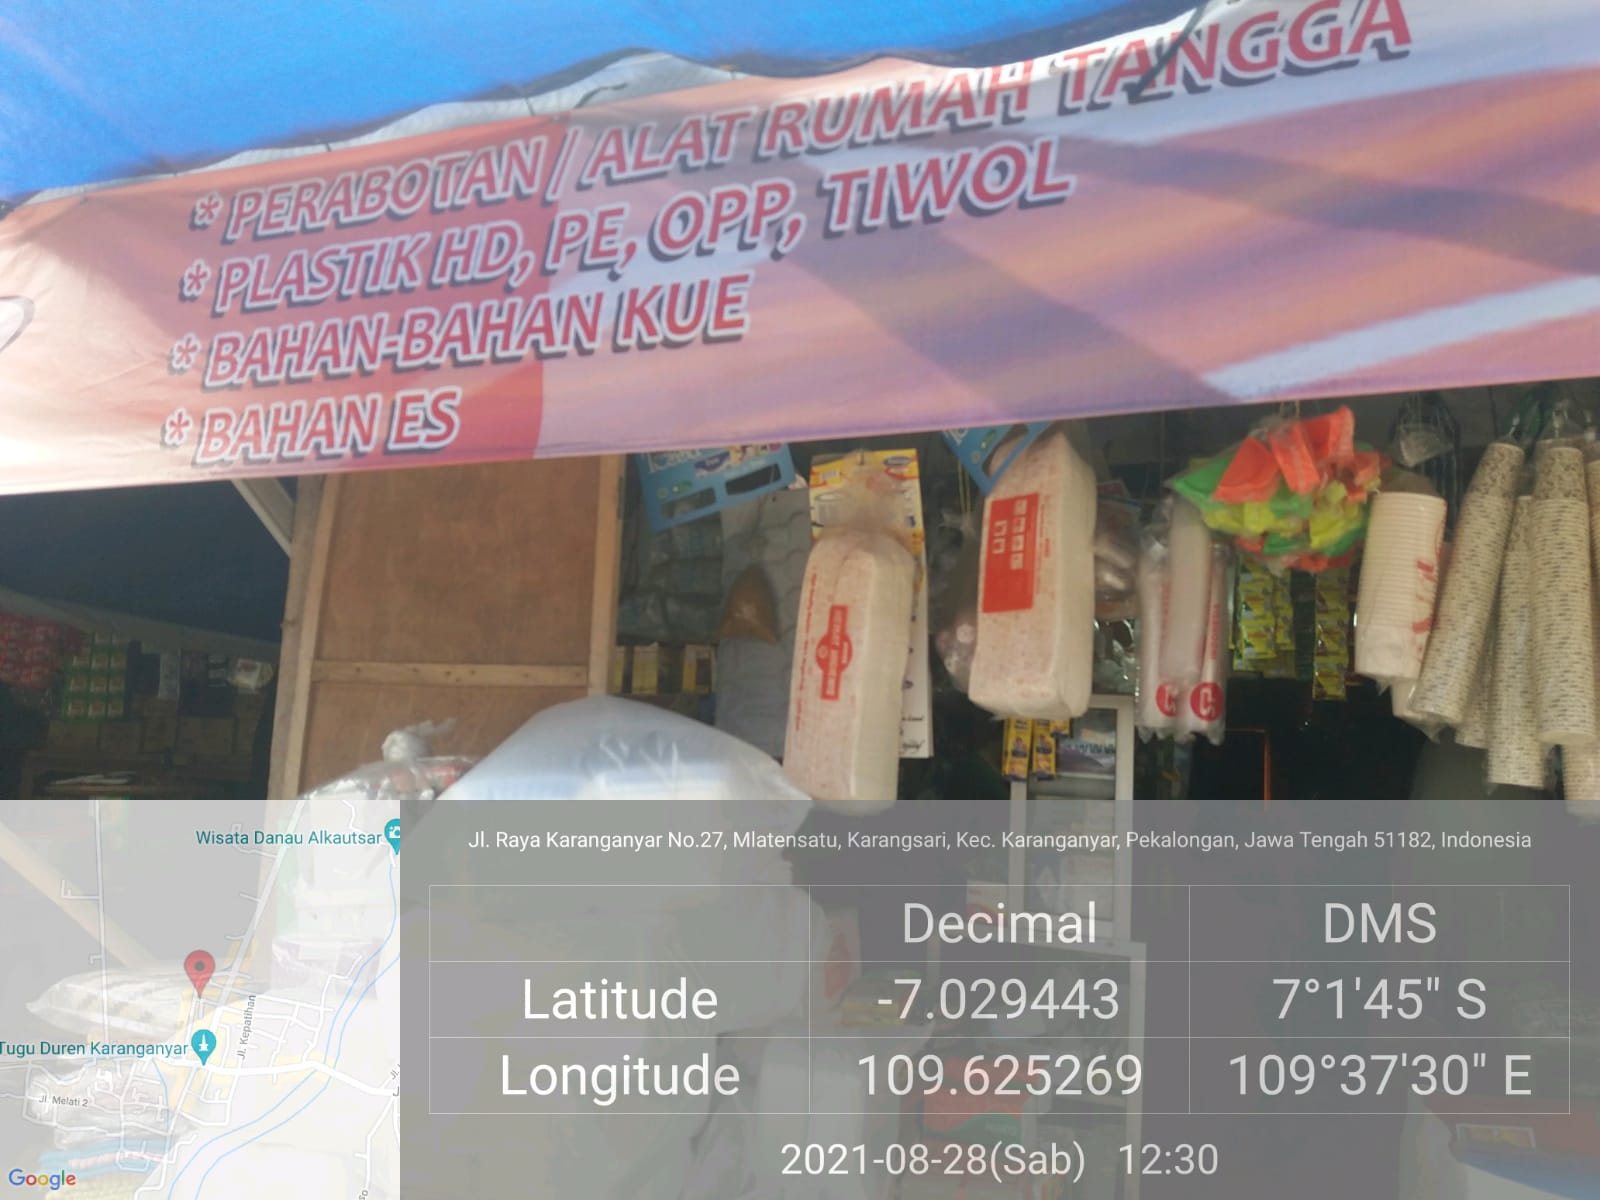 * PERABOTAN / ALAT RUMAH TANGGA
* PLASTIK HD, PE, OPP, TIWOL
* BAHAN-BAHAN KUE
* BAHAN ES
Wisata Danau Alkautsar
Tugu Duren Karanganyar
Jl. Kepatihan
Jl. Melati 2
Google
Jl. Raya Karanganyar No.27, Mlatensatu, Karangsari, Kec. Karanganyar, Pekalongan, Jawa Tengah 51182, Indonesia
Decimal DMS
Latitude -7.029443 7°1'45" S
Longitude 109.625269 109°37'30" E
2021-08-28(Sab) 12:30